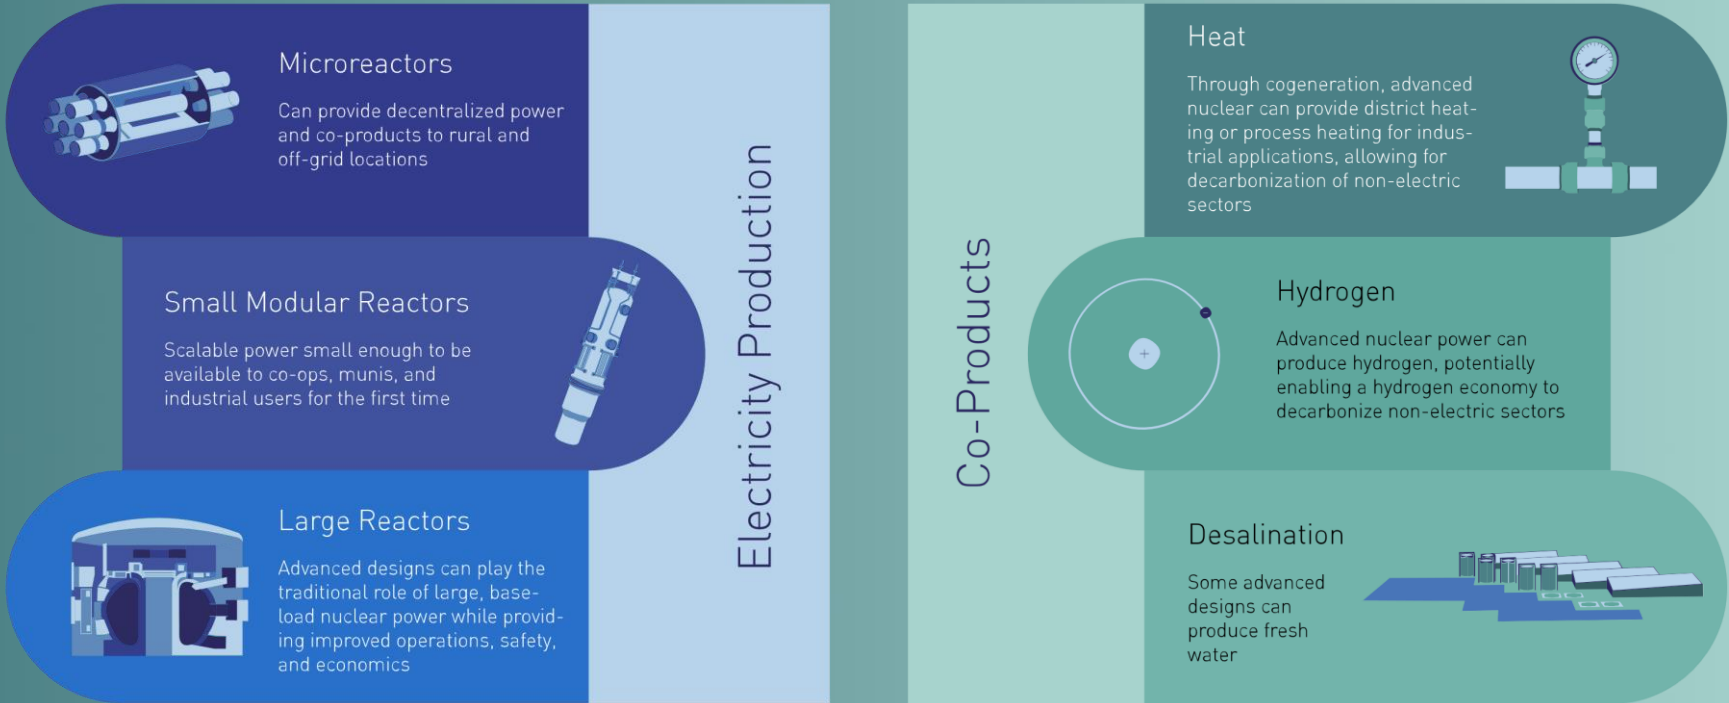 Microreactors
Can provide decentralized power
and co-products to rural and
off-grid locations
Small Modular Reactors
Scalable power small enough to be
available to co-ops, munis, and
industrial users for the first time
Large Reactors
Advanced designs can play the
traditional role of large, base-
load nuclear power while provid-
ing improved operations, safety,
and economics
Electricity Production
Co-Products
Heat
Through cogeneration, advanced
nuclear can provide district heat-
ing or process heating for indus-
trial applications, allowing for
decarbonization of non-electric
sectors
Hydrogen
Advanced nuclear power can
produce hydrogen, potentially
enabling a hydrogen economy to
decarbonize non-electric sectors
Desalination
Some advanced
designs can
produce fresh
water